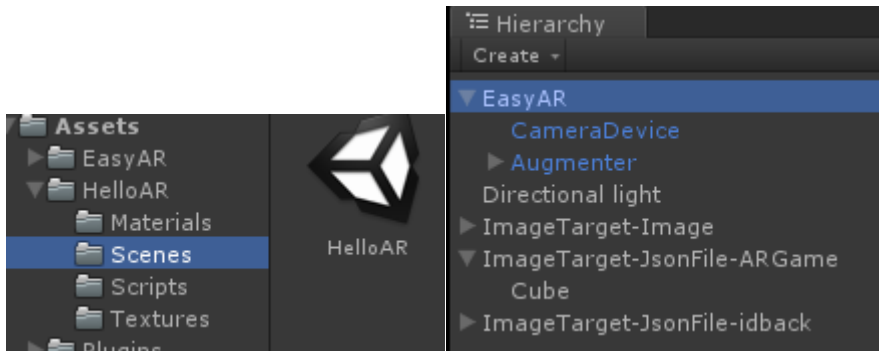 Assets
EasyAR
HelloAR
Materials
Scenes
Scripts
Textures
Plugins
HelloAR
Hierarchy
Create
EasyAR
CameraDevice
Augmenter
Directional light
ImageTarget-Image
ImageTarget-JsonFile-ARGame
Cube
ImageTarget-JsonFile-idback